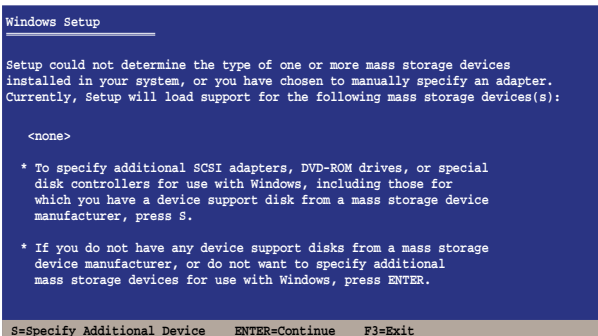 Windows Setup
Setup could not determine the type of one or more mass storage devices
installed in your system, or you have chosen to manually specify an adapter.
Currently, Setup will load support for the following mass storage devices(s):
<none>
* To specify additional SCSI adapters, DVD-ROM drives, or special
disk controllers for use with Windows, including those for
which you have a device support disk from a mass storage device
manufacturer, press S.
* If you do not have any device support disks from a mass storage
device manufacturer, or do not want to specify additional
mass storage devices for use with Windows, press ENTER.
S=Specify Additional Device ENTER=Continue F3=Exit